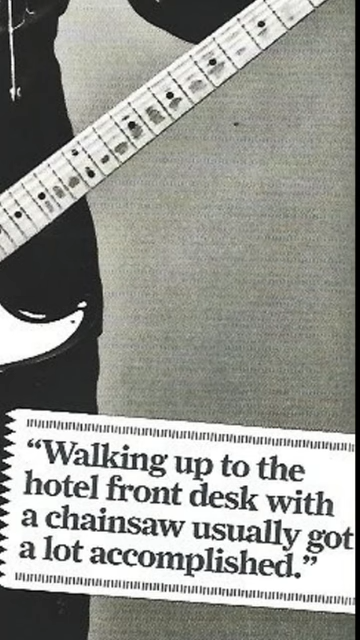 “Walking up to the
hotel front desk with
a chainsaw usually got
a lot accomplished.”